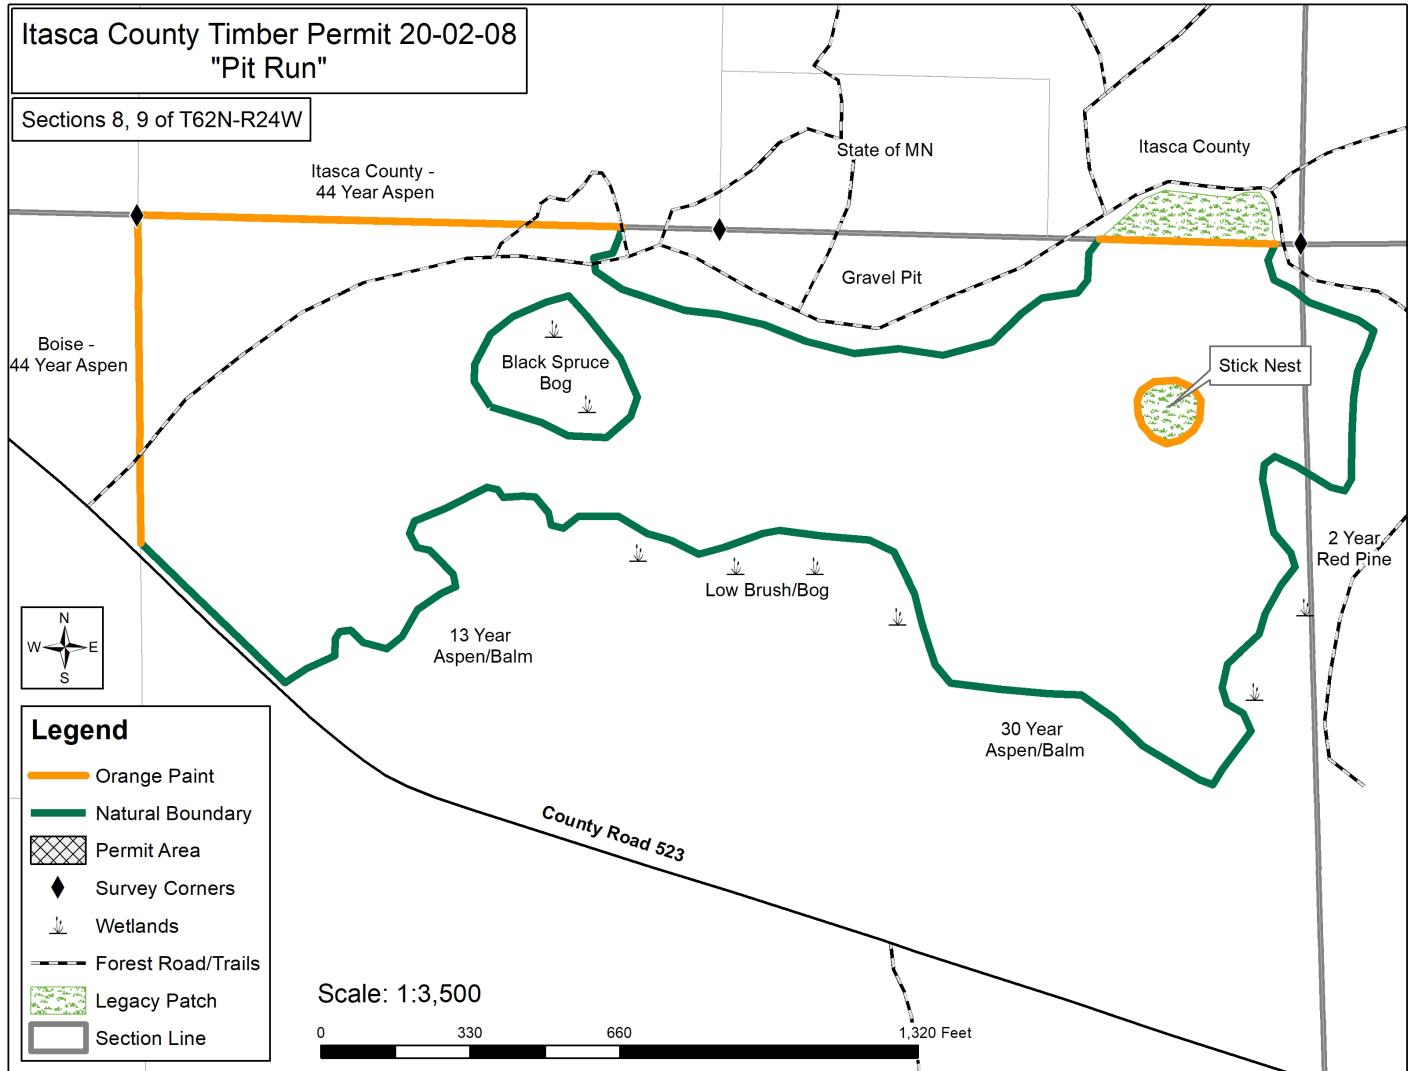 Itasca County Timber Permit 20-02-08
"Pit Run"
Sections 8, 9 of T62N-R24W
Itasca County -
44 Year Aspen
State of MN
Itasca County
Gravel Pit
Boise -
44 Year Aspen
Black Spruce
Bog
Stick Nest
2 Year
Red Pine
Low Brush/Bog
13 Year
Aspen/Balm
30 Year
Aspen/Balm
County Road 523
N
W E
S
Legend
Orange Paint
Natural Boundary
Permit Area
Survey Corners
Wetlands
Forest Road/Trails
Legacy Patch
Section Line
Scale: 1:3,500
0 330 660 1,320 Feet